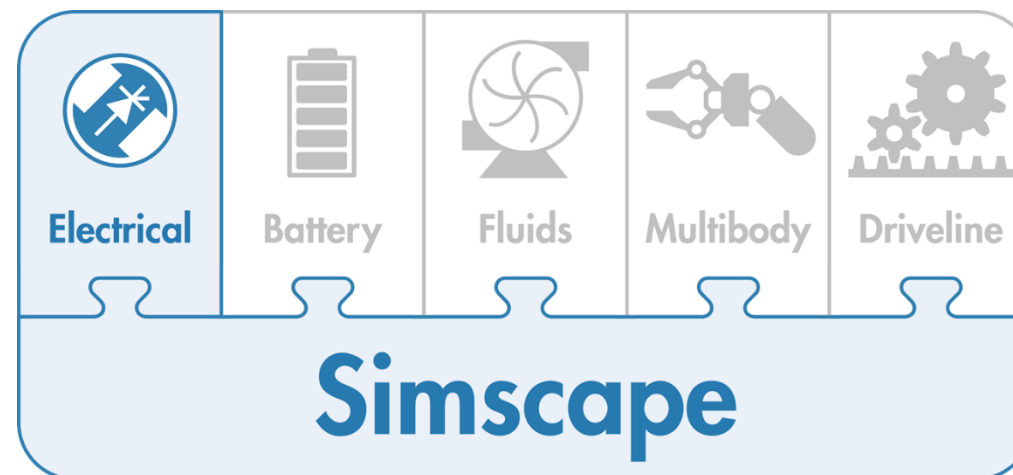 Electrical
Battery
Fluids
Multibody
Driveline
Simscape